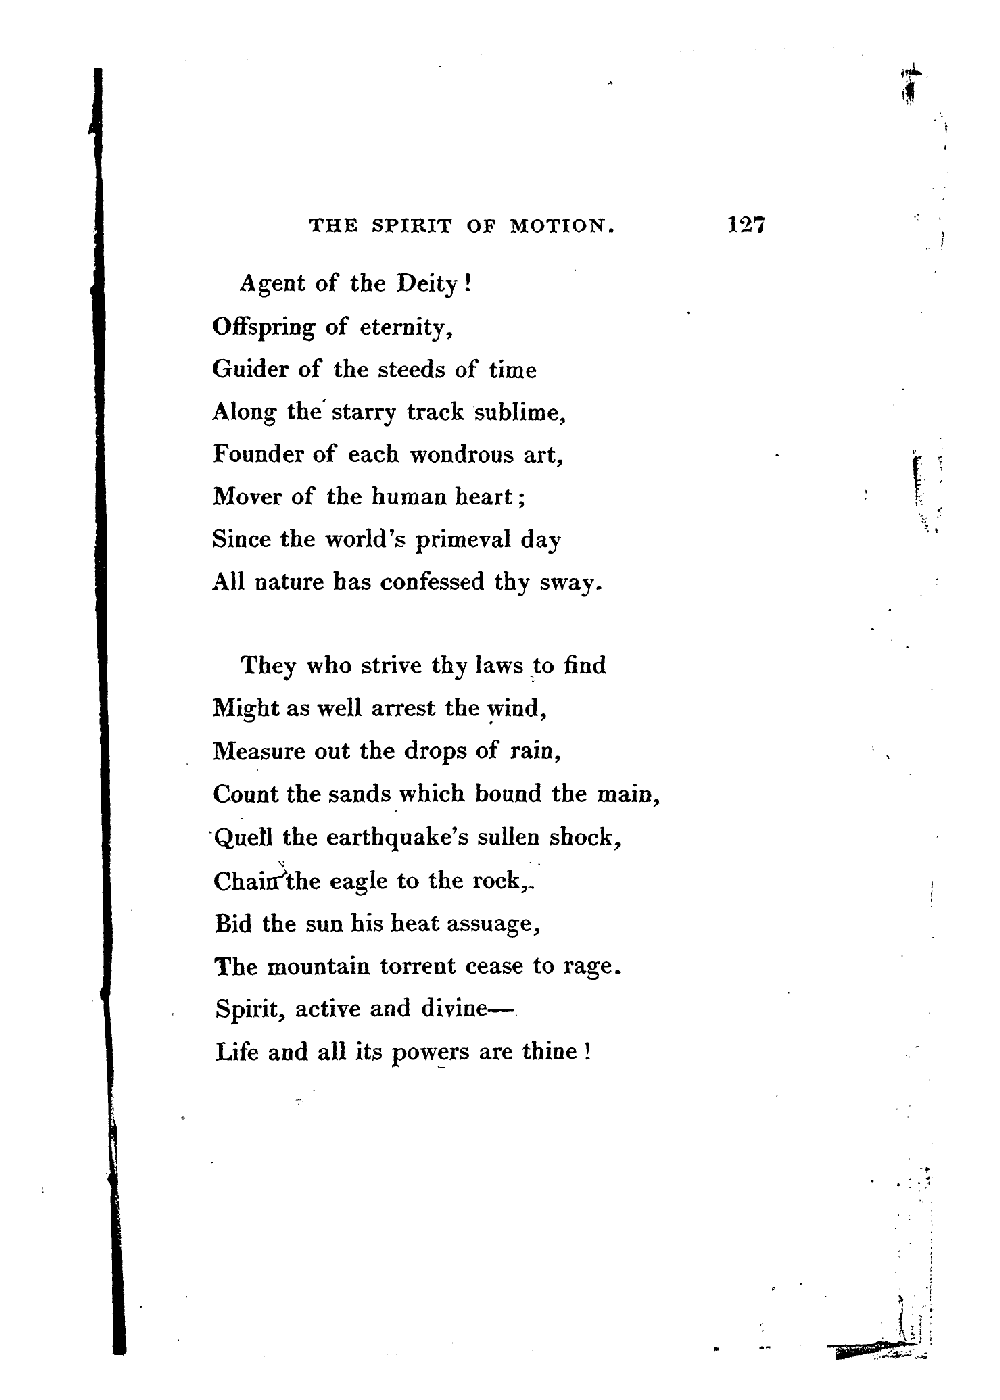 THE SPIRIT OF MOTION. 127
Agent of the Deity!
Offspring of eternity,
Guider of the steeds of time
Along the starry track sublime,
Founder of each wondrous art,
Mover of the human heart;
Since the world's primeval day
All nature has confessed thy sway.
They who strive thy laws to find
Might as well arrest the wind,
Measure out the drops of rain,
Count the sands which bound the main,
Quell the earthquake's sullen shock,
Chain the eagle to the rock,
Bid the sun his heat assuage,
The mountain torrent cease to rage.
Spirit, active and divine—
Life and all its powers are thine!